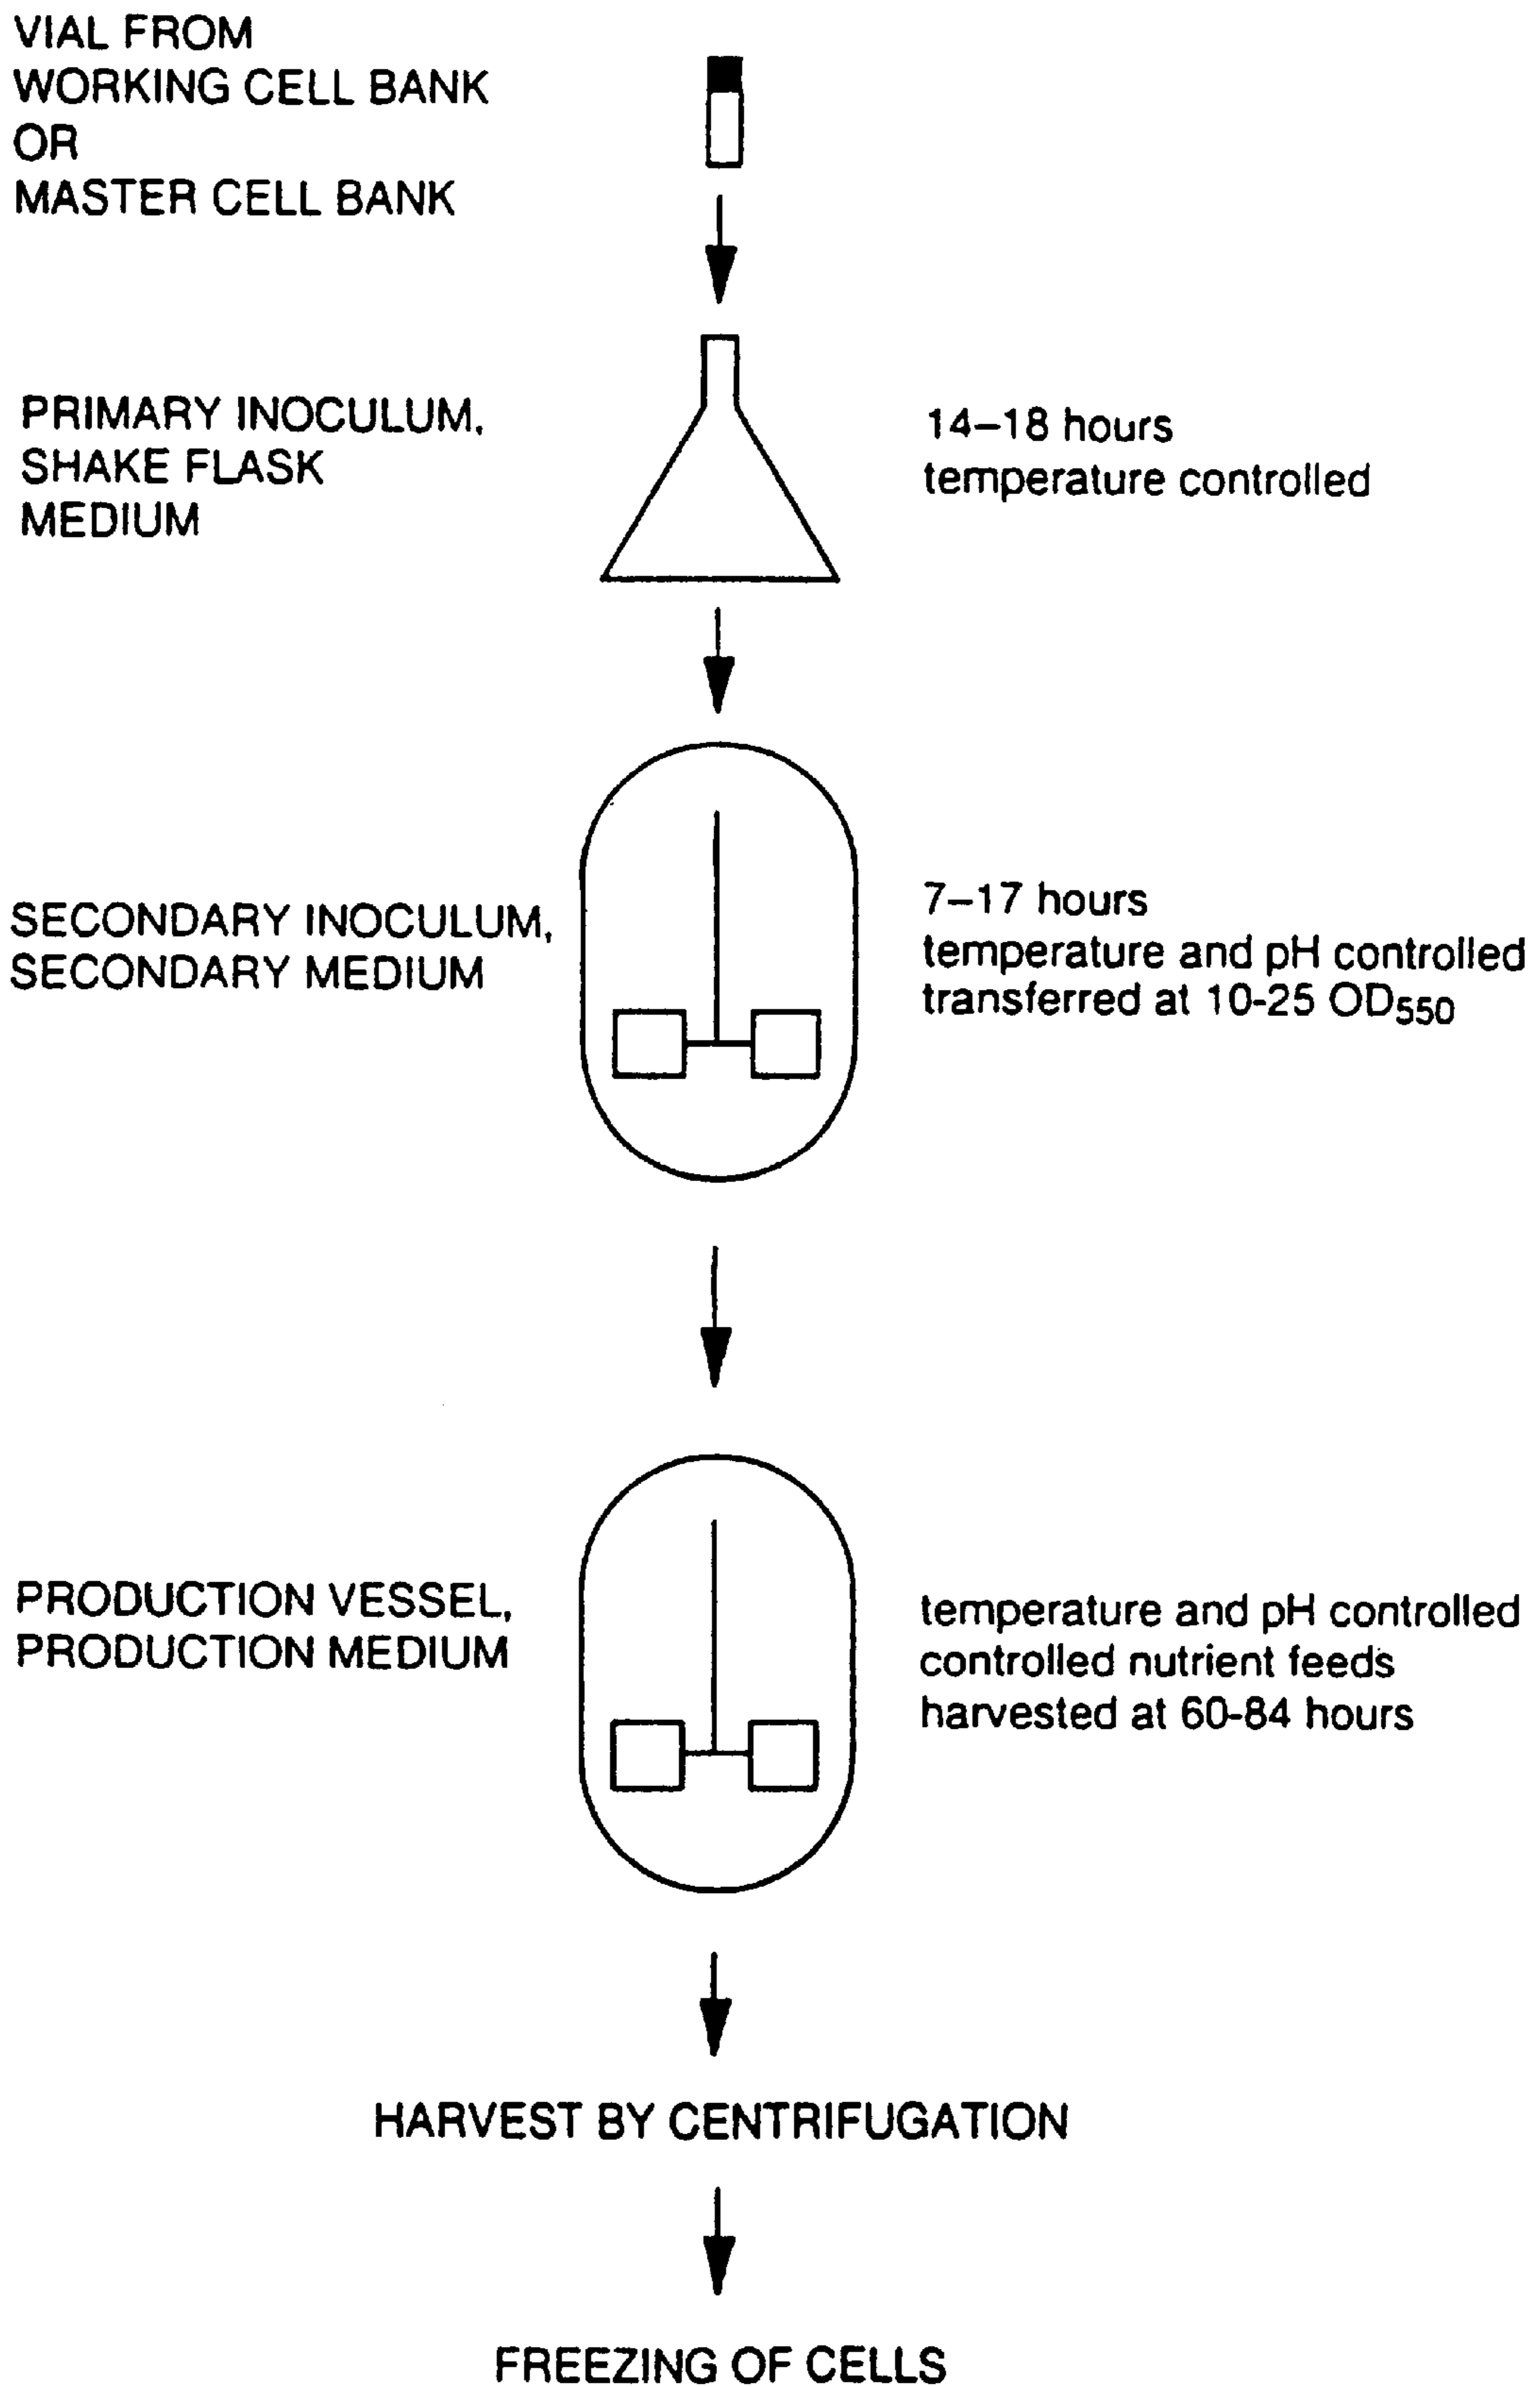 VIAL FROM
WORKING CELL BANK
OR
MASTER CELL BANK
PRIMARY INOCULUM,
SHAKE FLASK
MEDIUM
14–18 hours
temperature controlled
SECONDARY INOCULUM,
SECONDARY MEDIUM
7–17 hours
temperature and pH controlled
transferred at 10-25 OD550
PRODUCTION VESSEL,
PRODUCTION MEDIUM
temperature and pH controlled
controlled nutrient feeds
harvested at 60-84 hours
HARVEST BY CENTRIFUGATION
FREEZING OF CELLS